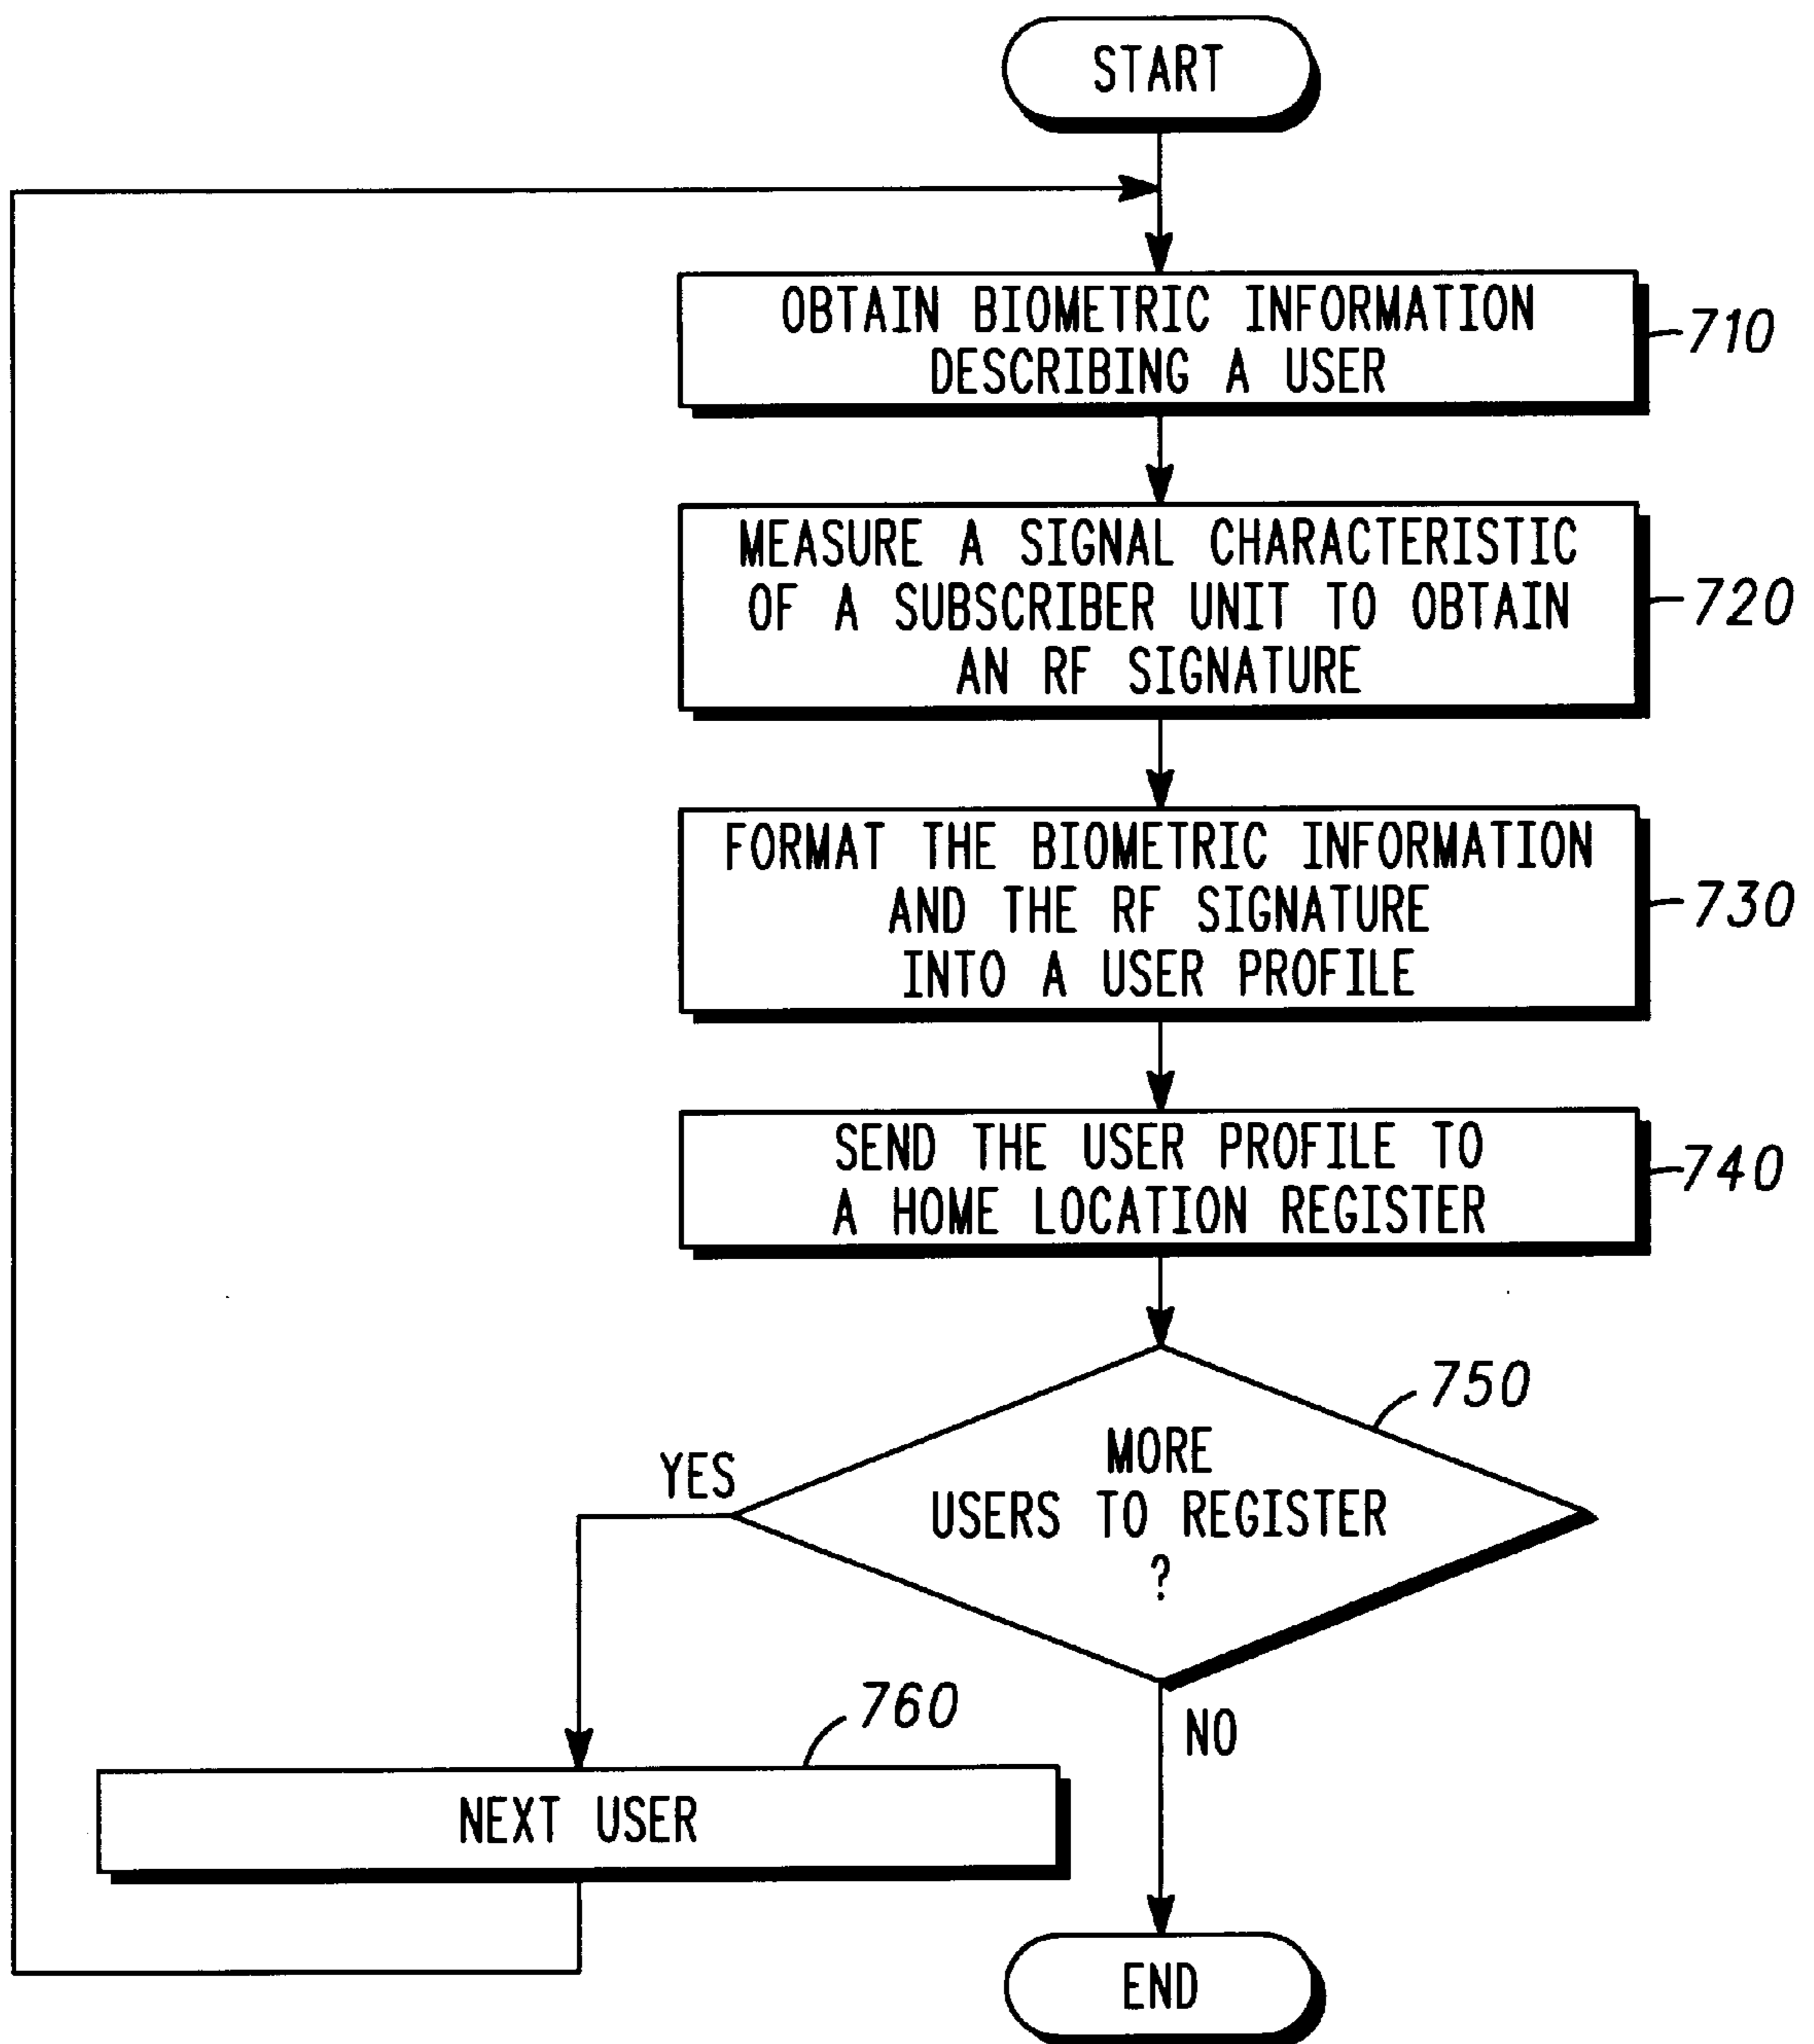 START
OBTAIN BIOMETRIC INFORMATION
DESCRIBING A USER
710
MEASURE A SIGNAL CHARACTERISTIC
OF A SUBSCRIBER UNIT TO OBTAIN
AN RF SIGNATURE
720
FORMAT THE BIOMETRIC INFORMATION
AND THE RF SIGNATURE
INTO A USER PROFILE
730
SEND THE USER PROFILE TO
A HOME LOCATION REGISTER
740
750
MORE
USERS TO REGISTER
?
YES
NO
760
NEXT USER
END